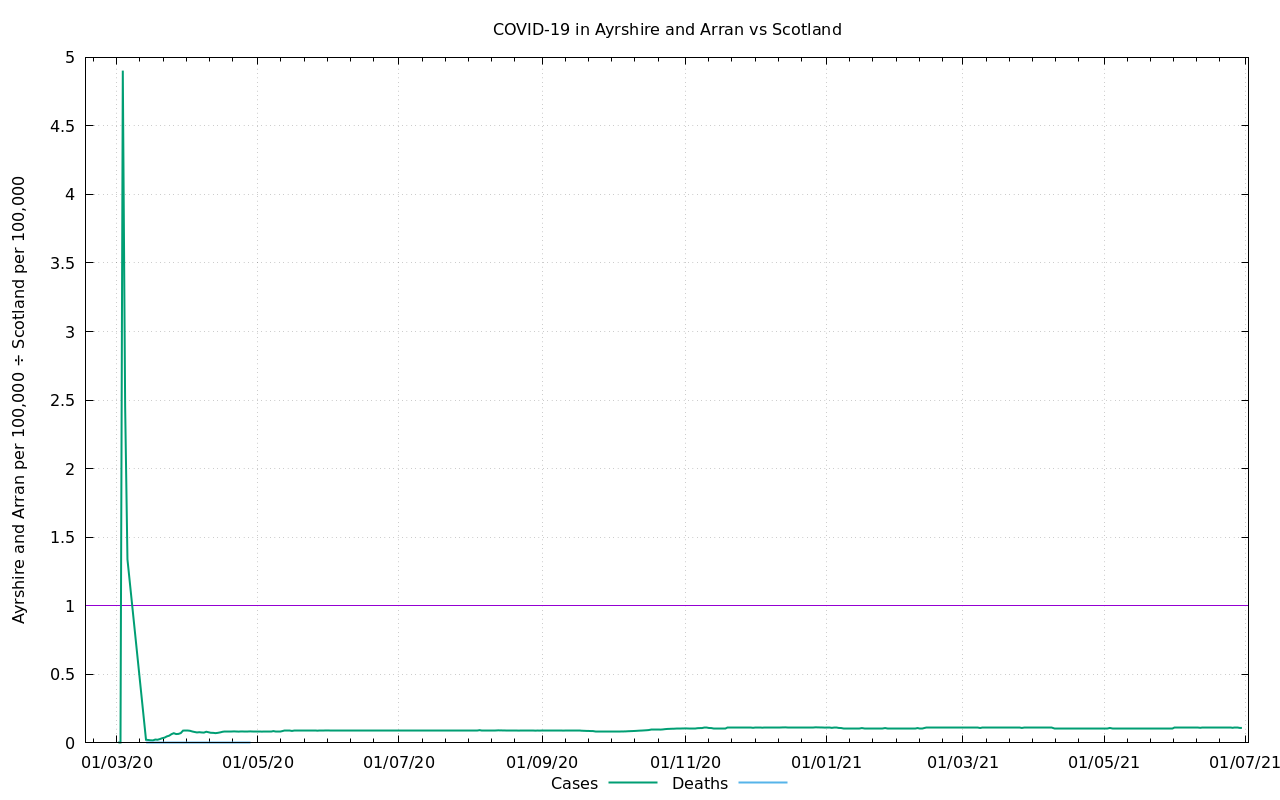 COVID-19 in Ayrshire and Arran vs Scotland
Ayrshire and Arran per 100,000 ÷ Scotland per 100,000
5
4.5
4
3.5
3
2.5
2
1.5
1
0.5
0
01/03/20 01/05/20 01/07/20 01/09/20 01/11/20 01/01/21 01/03/21 01/05/21 01/07/21
Cases Deaths